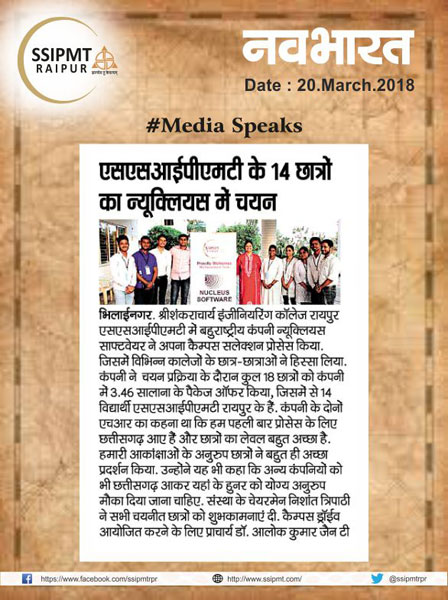 SSIPMT
RAIPUR
नवभारत
Date : 20.March.2018
#Media Speaks
एसएसआईपीएमटी के 14 छात्रों
का न्यूक्लियस में चयन
SSIPMT
NUCLEUS
SOFTWARE
भिलाईनगर. श्रीशंकराचार्य इंजीनियरिंग कॉलेज रायपुर
एसएसआईपीएमटी में बहुराष्ट्रीय कंपनी न्यूक्लियस
साफ्टवेयर ने अपना कैम्पस सलेक्शन प्रोसेस किया.
जिसमें विभिन्न कालेजों के छात्र-छात्राओं ने हिस्सा लिया.
कंपनी ने चयन प्रक्रिया के दौरान कुल 18 छात्रों को कंपनी
में 3.46 सालाना के पैकेज ऑफर किया, जिसमें से 14
विद्यार्थी एसएसआईपीएमटी रायपुर के हैं. कंपनी के दोनों
एचआर का कहना था कि हम पहली बार प्रोसेस के लिए
छत्तीसगढ़ आए हैं और छात्रों का लेवल बहुत अच्छा है.
हमारी आकांक्षाओं के अनुरुप छात्रों ने बहुत ही अच्छा
प्रदर्शन किया. उन्होने यह भी कहा कि अन्य कंपनियों को
भी छत्तीसगढ़ आकर यहां के हुनर को योग्य अनुरुप
मौका दिया जाना चाहिए. संस्था के चेयरमेन निशांत त्रिपाठी
ने सभी चयनीत छात्रों को शुभकामनाएं दी. कैम्पस ड्रॉईव
आयोजित करने के लिए प्राचार्य डॉ. आलोक कुमार जैन टी
https://www.facebook.com/ssipmtrpr
http://www.ssipmt.com/
@ssipmtrpr